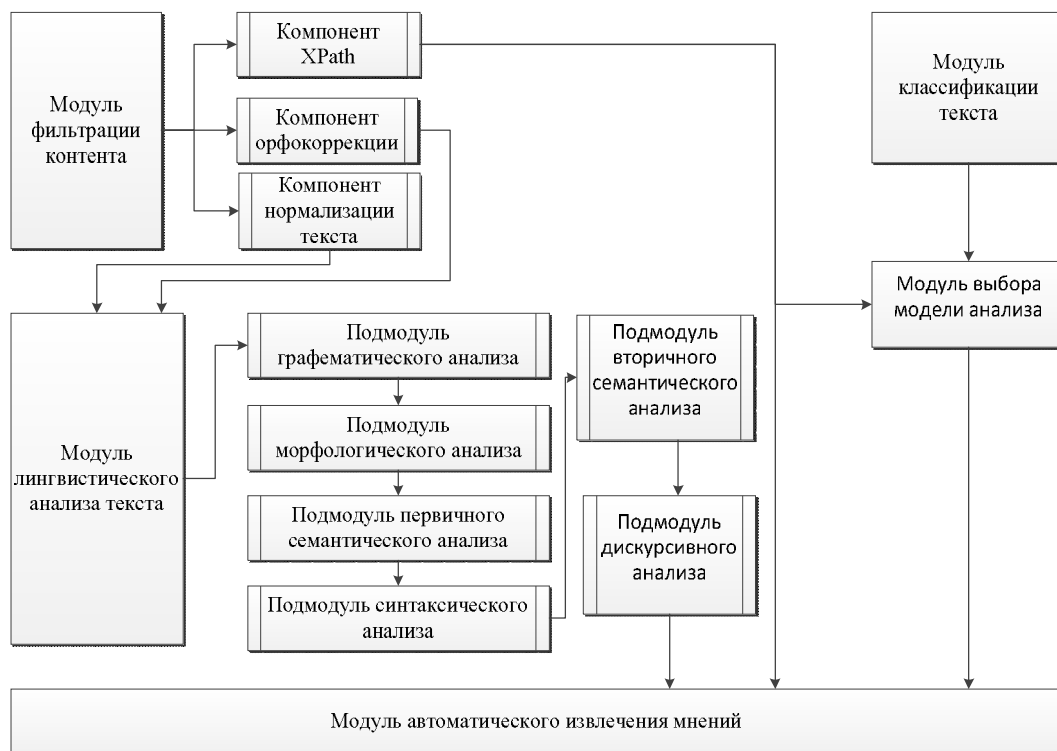 Модуль
фильтрации
контента
Компонент
XPath
Компонент
орфокоррекции
Компонент
нормализации
текста
Модуль
классификации
текста
Модуль выбора
модели анализа
Модуль
лингвистического
анализа текста
Подмодуль
графематического анализа
Подмодуль
морфологического анализа
Подмодуль первичного
семантического анализа
Подмодуль синтаксического
анализа
Подмодуль
вторичного
семантического
анализа
Подмодуль
дискурсивного
анализа
Модуль автоматического извлечения мнений